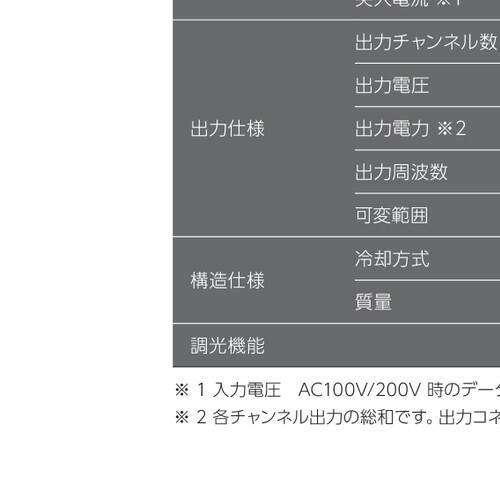 突入電流 ※1
出力チャンネル数
出力電圧
出力仕様
出力電力 ※2
出力周波数
可変範囲
冷却方式
構造仕様
質量
調光機能
※ 1 入力電圧　AC100V/200V 時のデータ
※ 2 各チャンネル出力の総和です。出力コネ